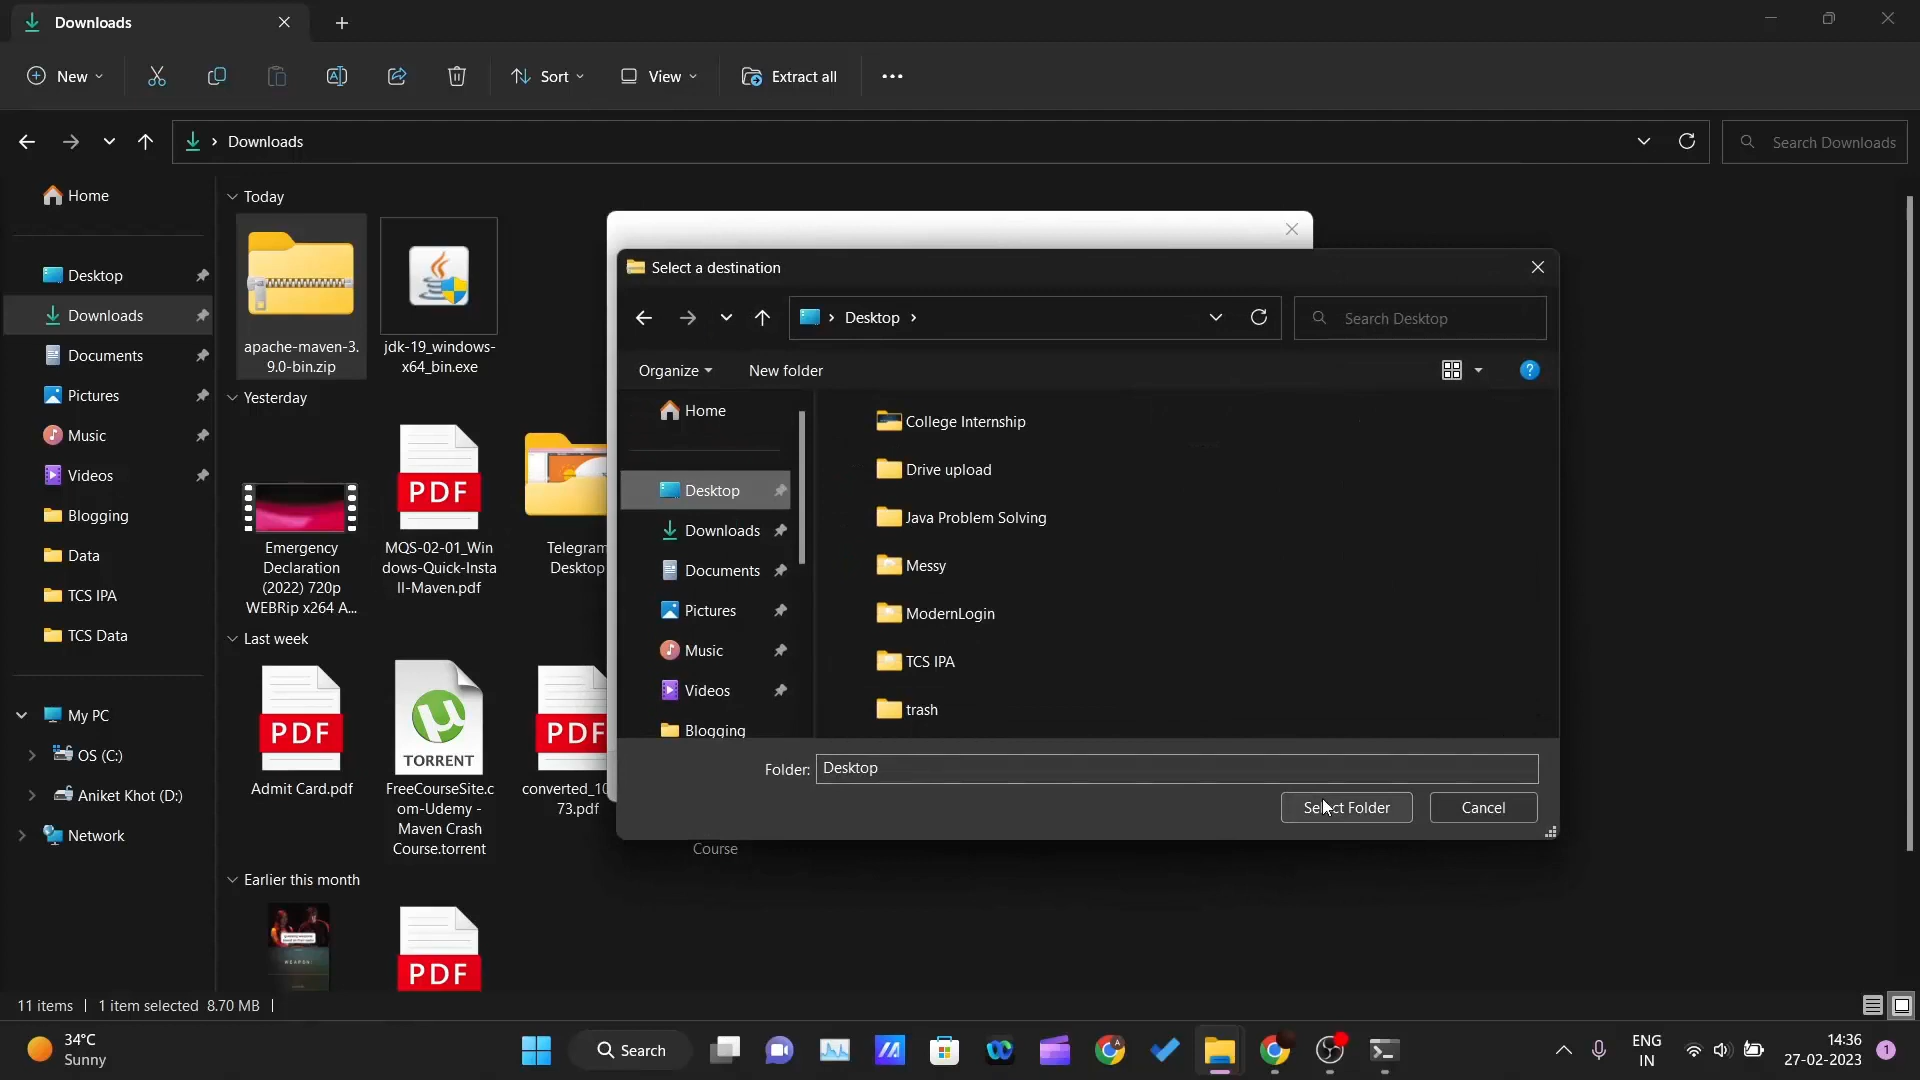 Downloads
New
Sort
View
Extract all
Downloads
Search Downloads
Home
Desktop
Downloads
Documents
Pictures
Music
Videos
Blogging
Data
TCS IPA
TCS Data
My PC
OS (C:)
Aniket Khot (D:)
Network
Today
apache-maven-3.
9.0-bin.zip
jdk-19_windows-
x64_bin.exe
Yesterday
Emergency
Declaration
(2022) 720p
WEBRip x264 A...
PDF
MQS-02-01_Win
dows-Quick-Insta
ll-Maven.pdf
Telegram
Desktop
Last week
PDF
Admit Card.pdf
TORRENT
FreeCourseSite.c
om-Udemy -
Maven Crash
Course.torrent
PDF
converted_10
73.pdf
Course
Earlier this month
PDF
Select a destination
Desktop
Search Desktop
Organize
New folder
Home
Desktop
Downloads
Documents
Pictures
Music
Videos
Blogging
College Internship
Drive upload
Java Problem Solving
Messy
ModernLogin
TCS IPA
trash
Folder: Desktop
Select Folder
Cancel
11 items
1 item selected 8.70 MB
34°C
Sunny
Search
ENG
IN
14:36
27-02-2023
1